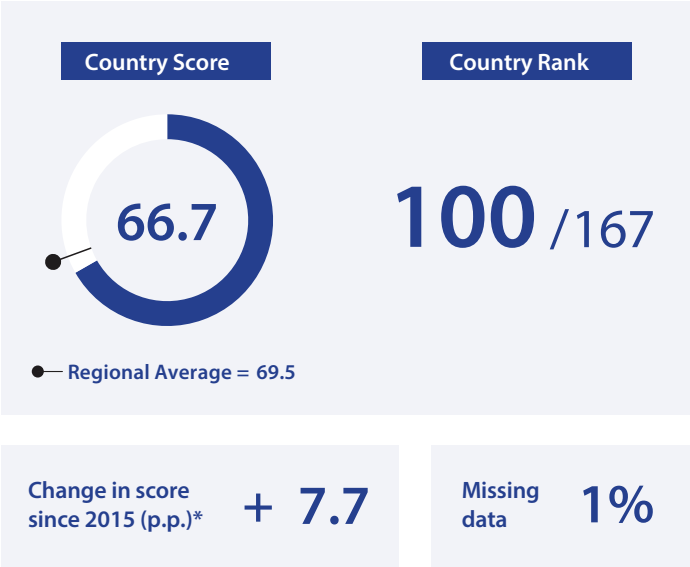 Country Score
Country Rank
66.7
100 /167
Regional Average = 69.5
Change in score
since 2015 (p.p.)*
+ 7.7
Missing
data
1%